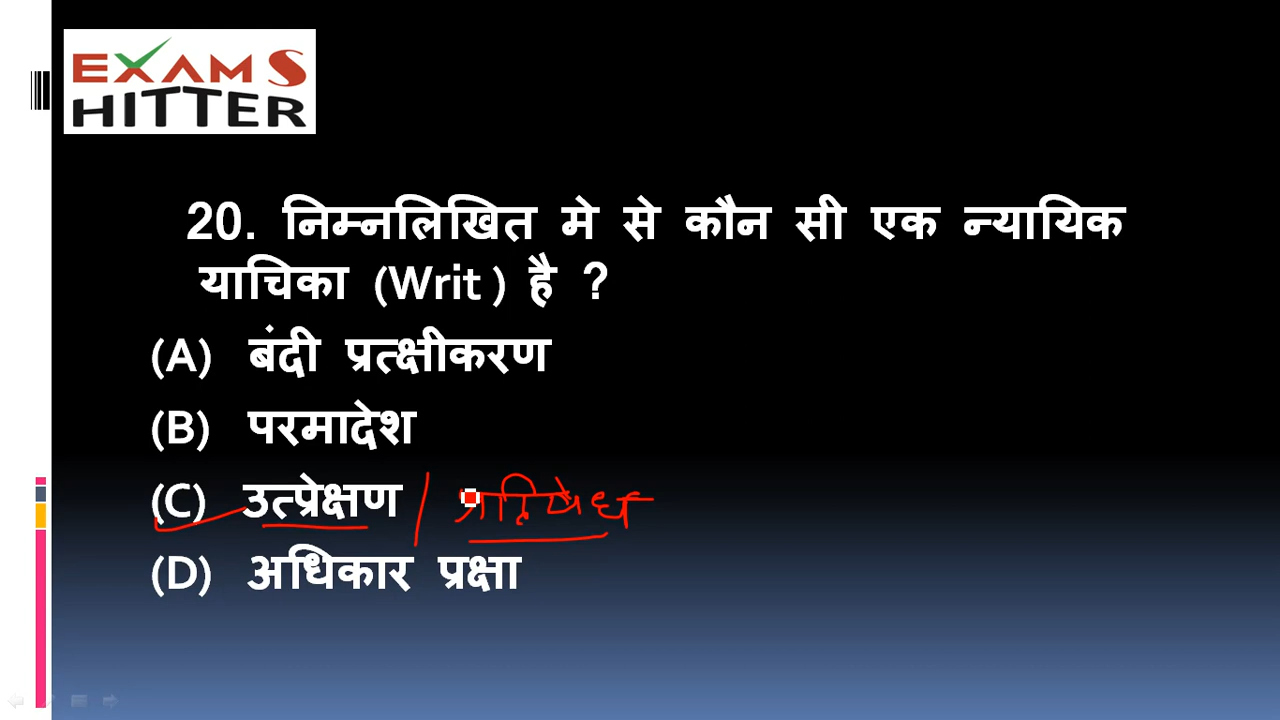 EXAMS
HITTER
20. निम्नलिखित मे से कौन सी एक न्यायिक
याचिका (Writ ) है ?
(A) बंदी प्रत्क्षीकरण
(B) परमादेश
(C) उत्प्रेक्षण / प्रतिषेध
(D) अधिकार प्रक्षा